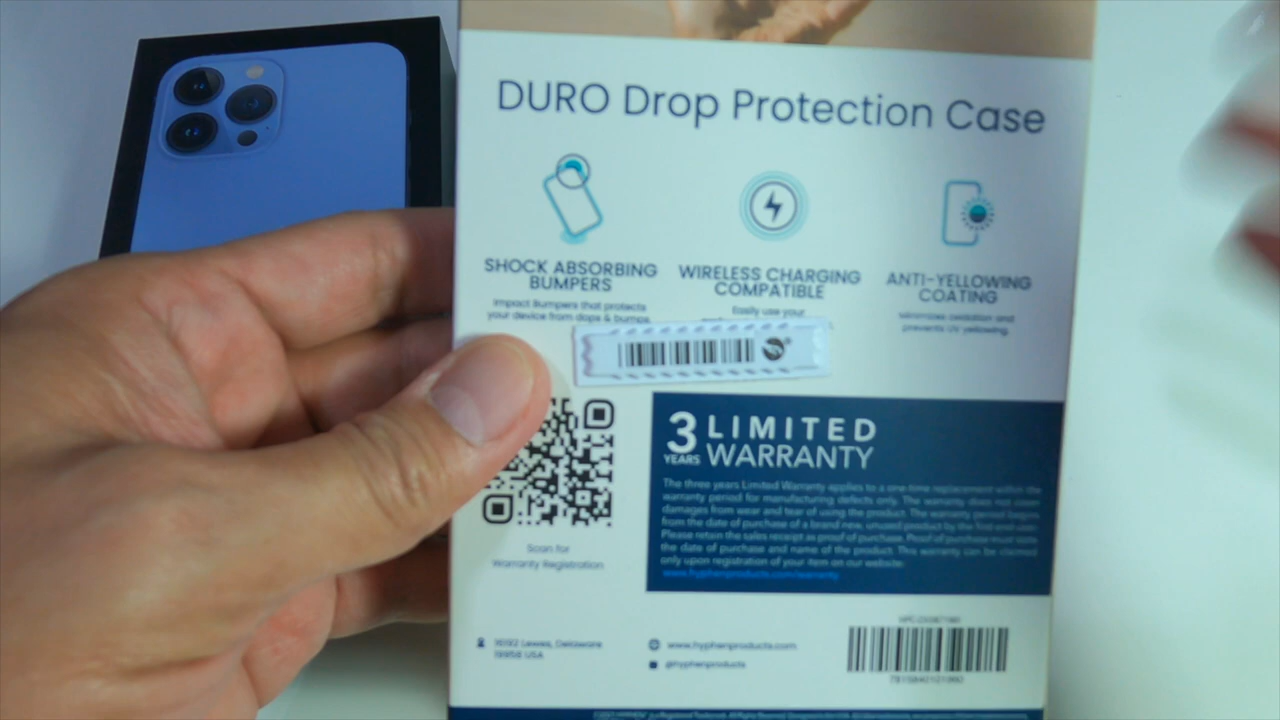 DURO Drop Protection Case
SHOCK ABSORBING
BUMPERS
Impact Bumpers that protects
your device from dops & bumps.
WIRELESS CHARGING
COMPATIBLE
Easily use your
ANTI-YELLOWING
COATING
Minimizes oxidation and
prevents UV yellowing.
3 YEARS
LIMITED
WARRANTY
The three years Limited Warranty applies to a one-time replacement within the
warranty period for manufacturing defects only. The warranty does not cover
damages from wear and tear of using the product. The warranty period begins
from the date of purchase of a brand new, unused product by the first end user.
Please retain the sales receipt as proof of purchase. Proof of purchase must state
the date of purchase and name of the product. This warranty can be claimed
only upon registration of your item on our website:
www.hyphenproducts.com/warranty
Scan for
Warranty Registration
16192 Lewes, Delaware
19958 USA
www.hyphenproducts.com
@hyphenproducts